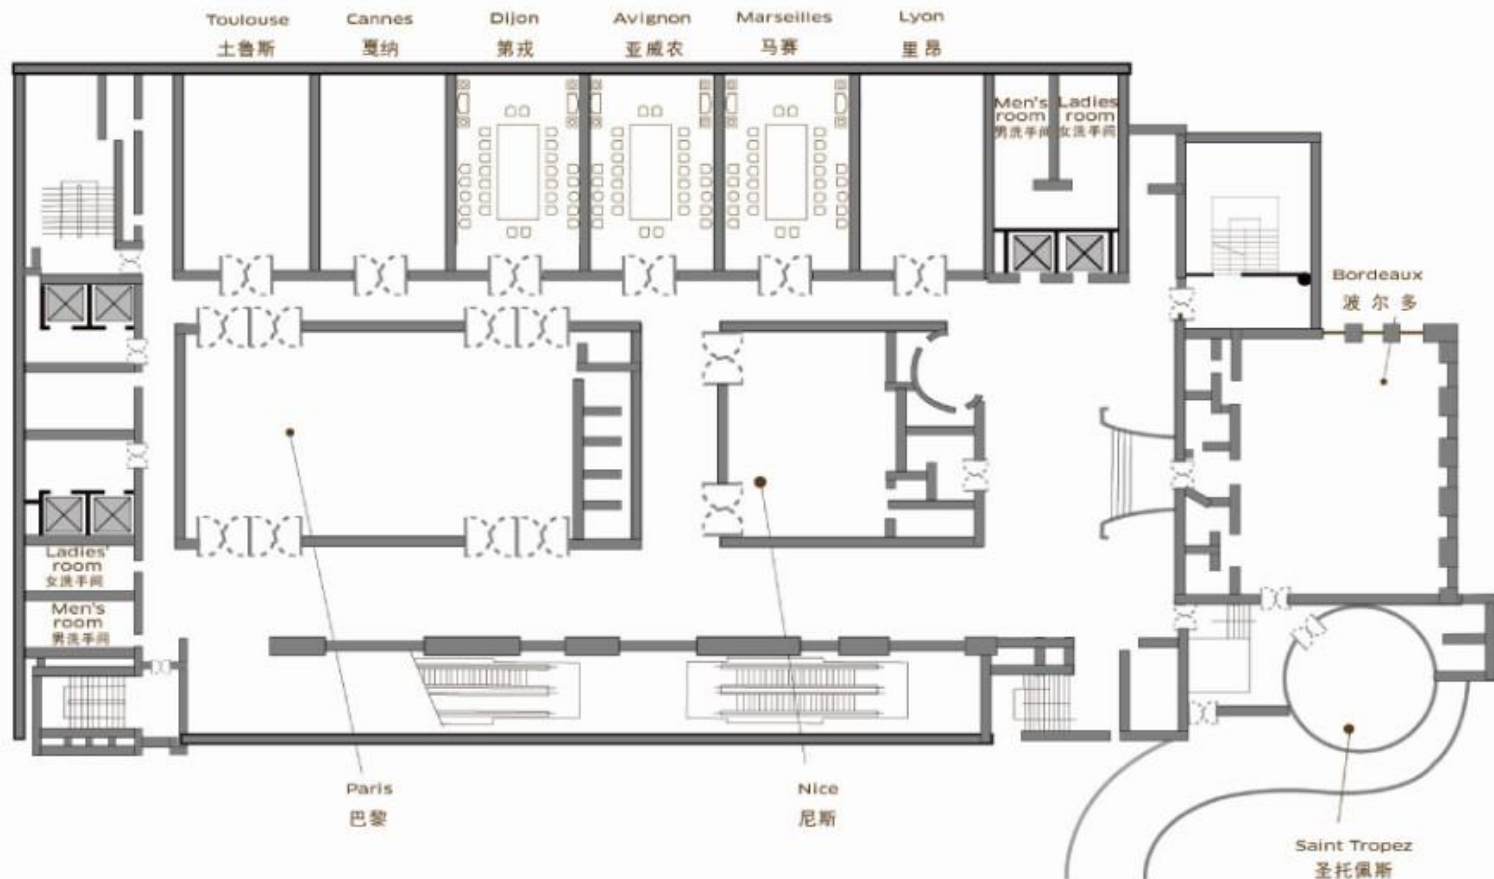 Toulouse
土鲁斯
Cannes
戛纳
Dijon
第戎
Avignon
亚威农
Marseilles
马赛
Lyon
里昂
Men's
room
男洗手间
Ladies
room
女洗手间
Bordeaux
波尔多
Ladies'
room
女洗手间
Men's
room
男洗手间
Paris
巴黎
Nice
尼斯
Saint Tropez
圣托佩斯